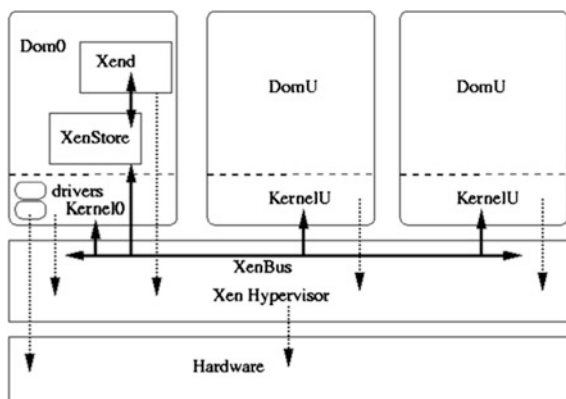 Dom0
Xend
XenStore
drivers
Kernel0
DomU
KernelU
DomU
KernelU
XenBus
Xen Hypervisor
Hardware